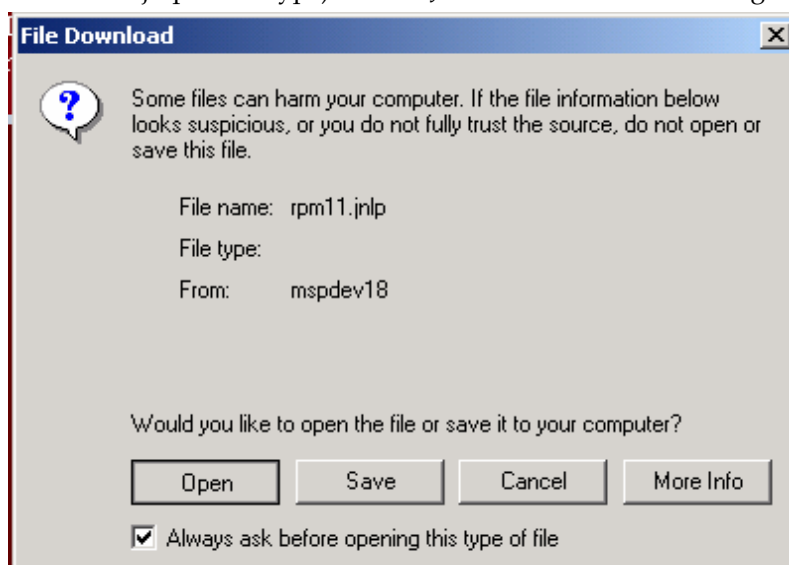 File Download
Some files can harm your computer. If the file information below
looks suspicious, or you do not fully trust the source, do not open or
save this file.
File name: rpm11.jnlp
File type:
From: mspdev18
Would you like to open the file or save it to your computer?
Open Save Cancel More Info
Always ask before opening this type of file